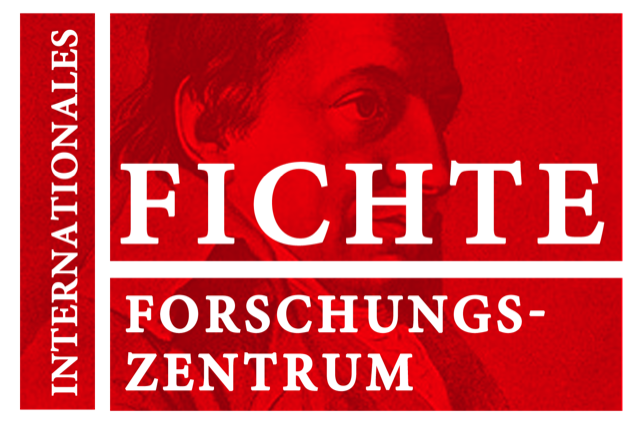 INTERNATIONALES
FICHTE
FORSCHUNGS-
ZENTRUM